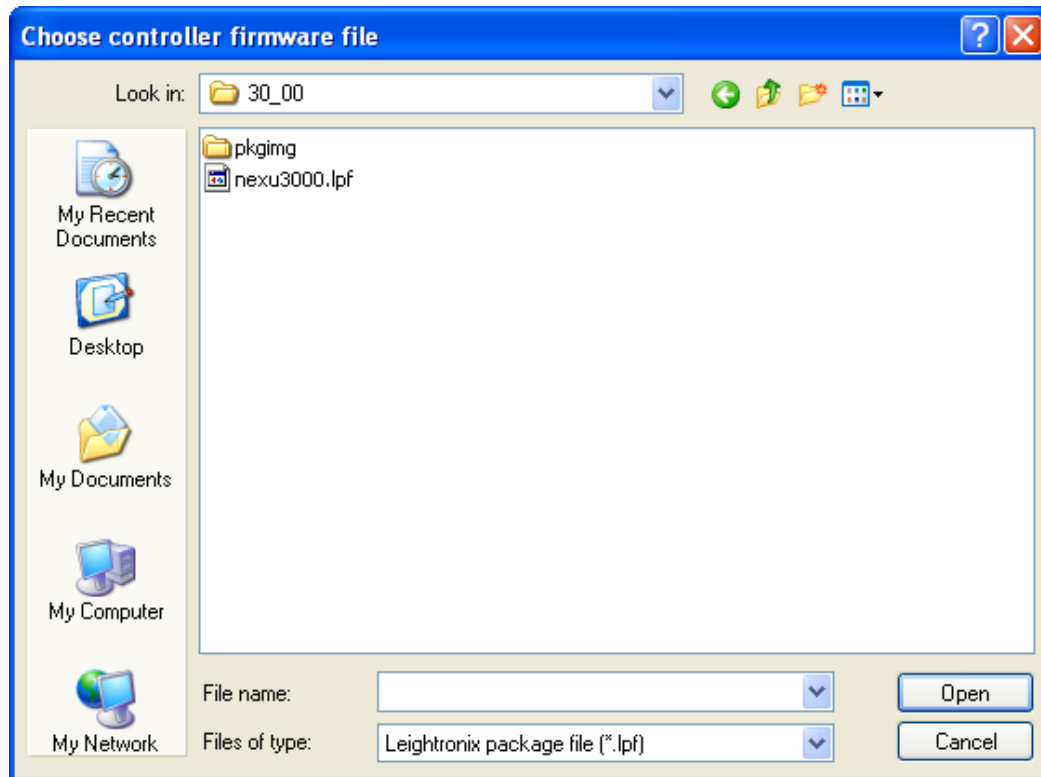 Choose controller firmware file
Look in:
30_00
pkgimg
nexu3000.lpf
My Recent
Documents
Desktop
My Documents
My Computer
My Network
File name:
Open
Files of type:
Leightronix package file (*.lpf)
Cancel